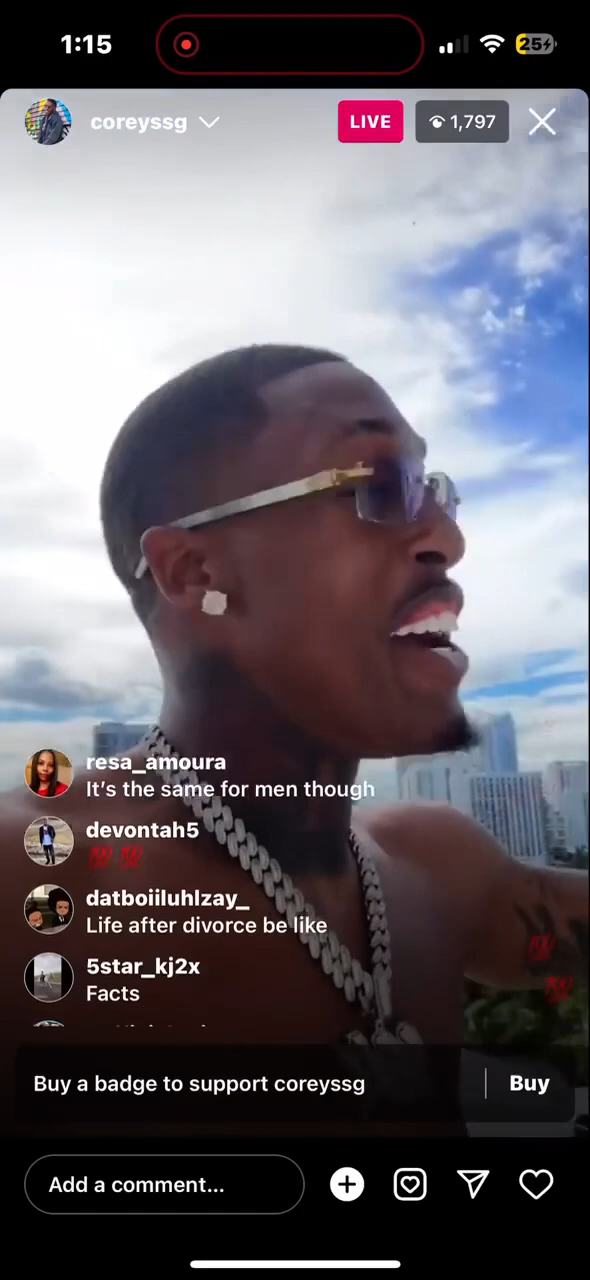 1:15
25
coreyssg
LIVE
1,797
resa_amoura
It's the same for men though
devontah5
💯 💯
datboiiluhlzay_
Life after divorce be like
5star_kj2x
Facts
Buy a badge to support coreyssg
Buy
Add a comment...